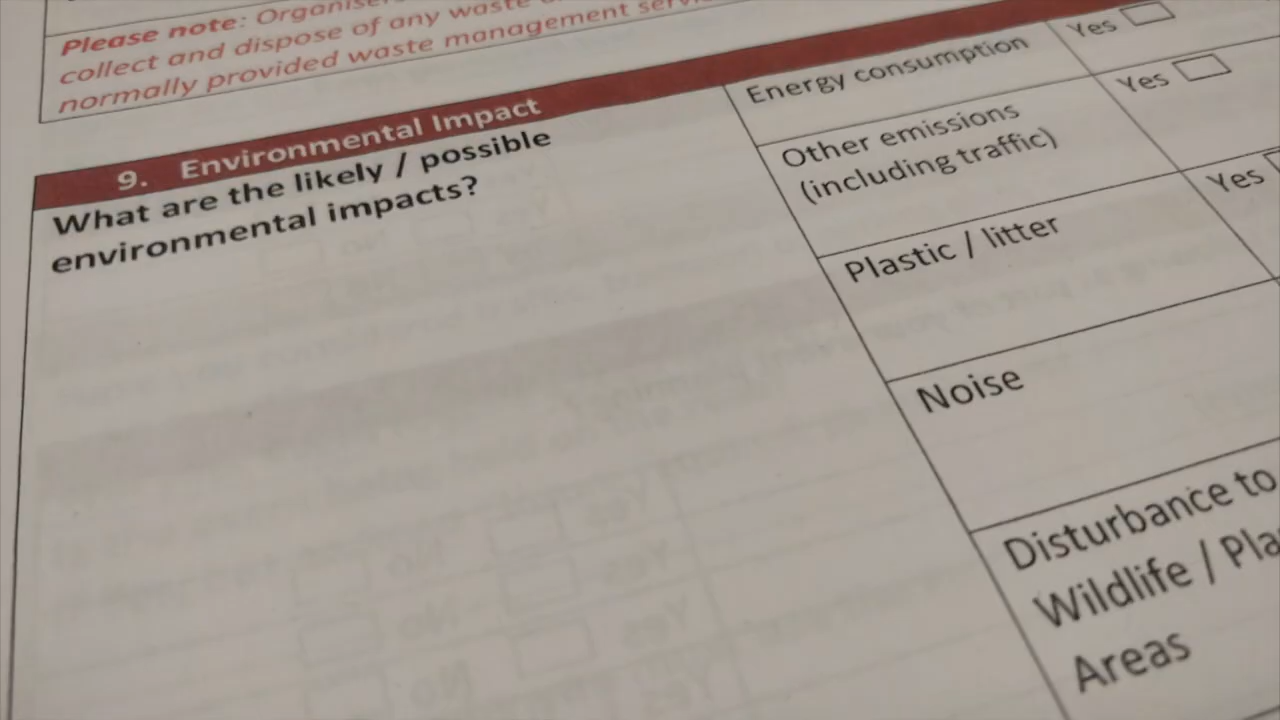 Please note:
collect and dispose of any waste
normally provided waste management
9. Environmental Impact
What are the likely / possible
environmental impacts?
Energy consumption
Yes
Other emissions
(including traffic)
Yes
Plastic / litter
Yes
Noise
Disturbance to
Wildlife /
Areas